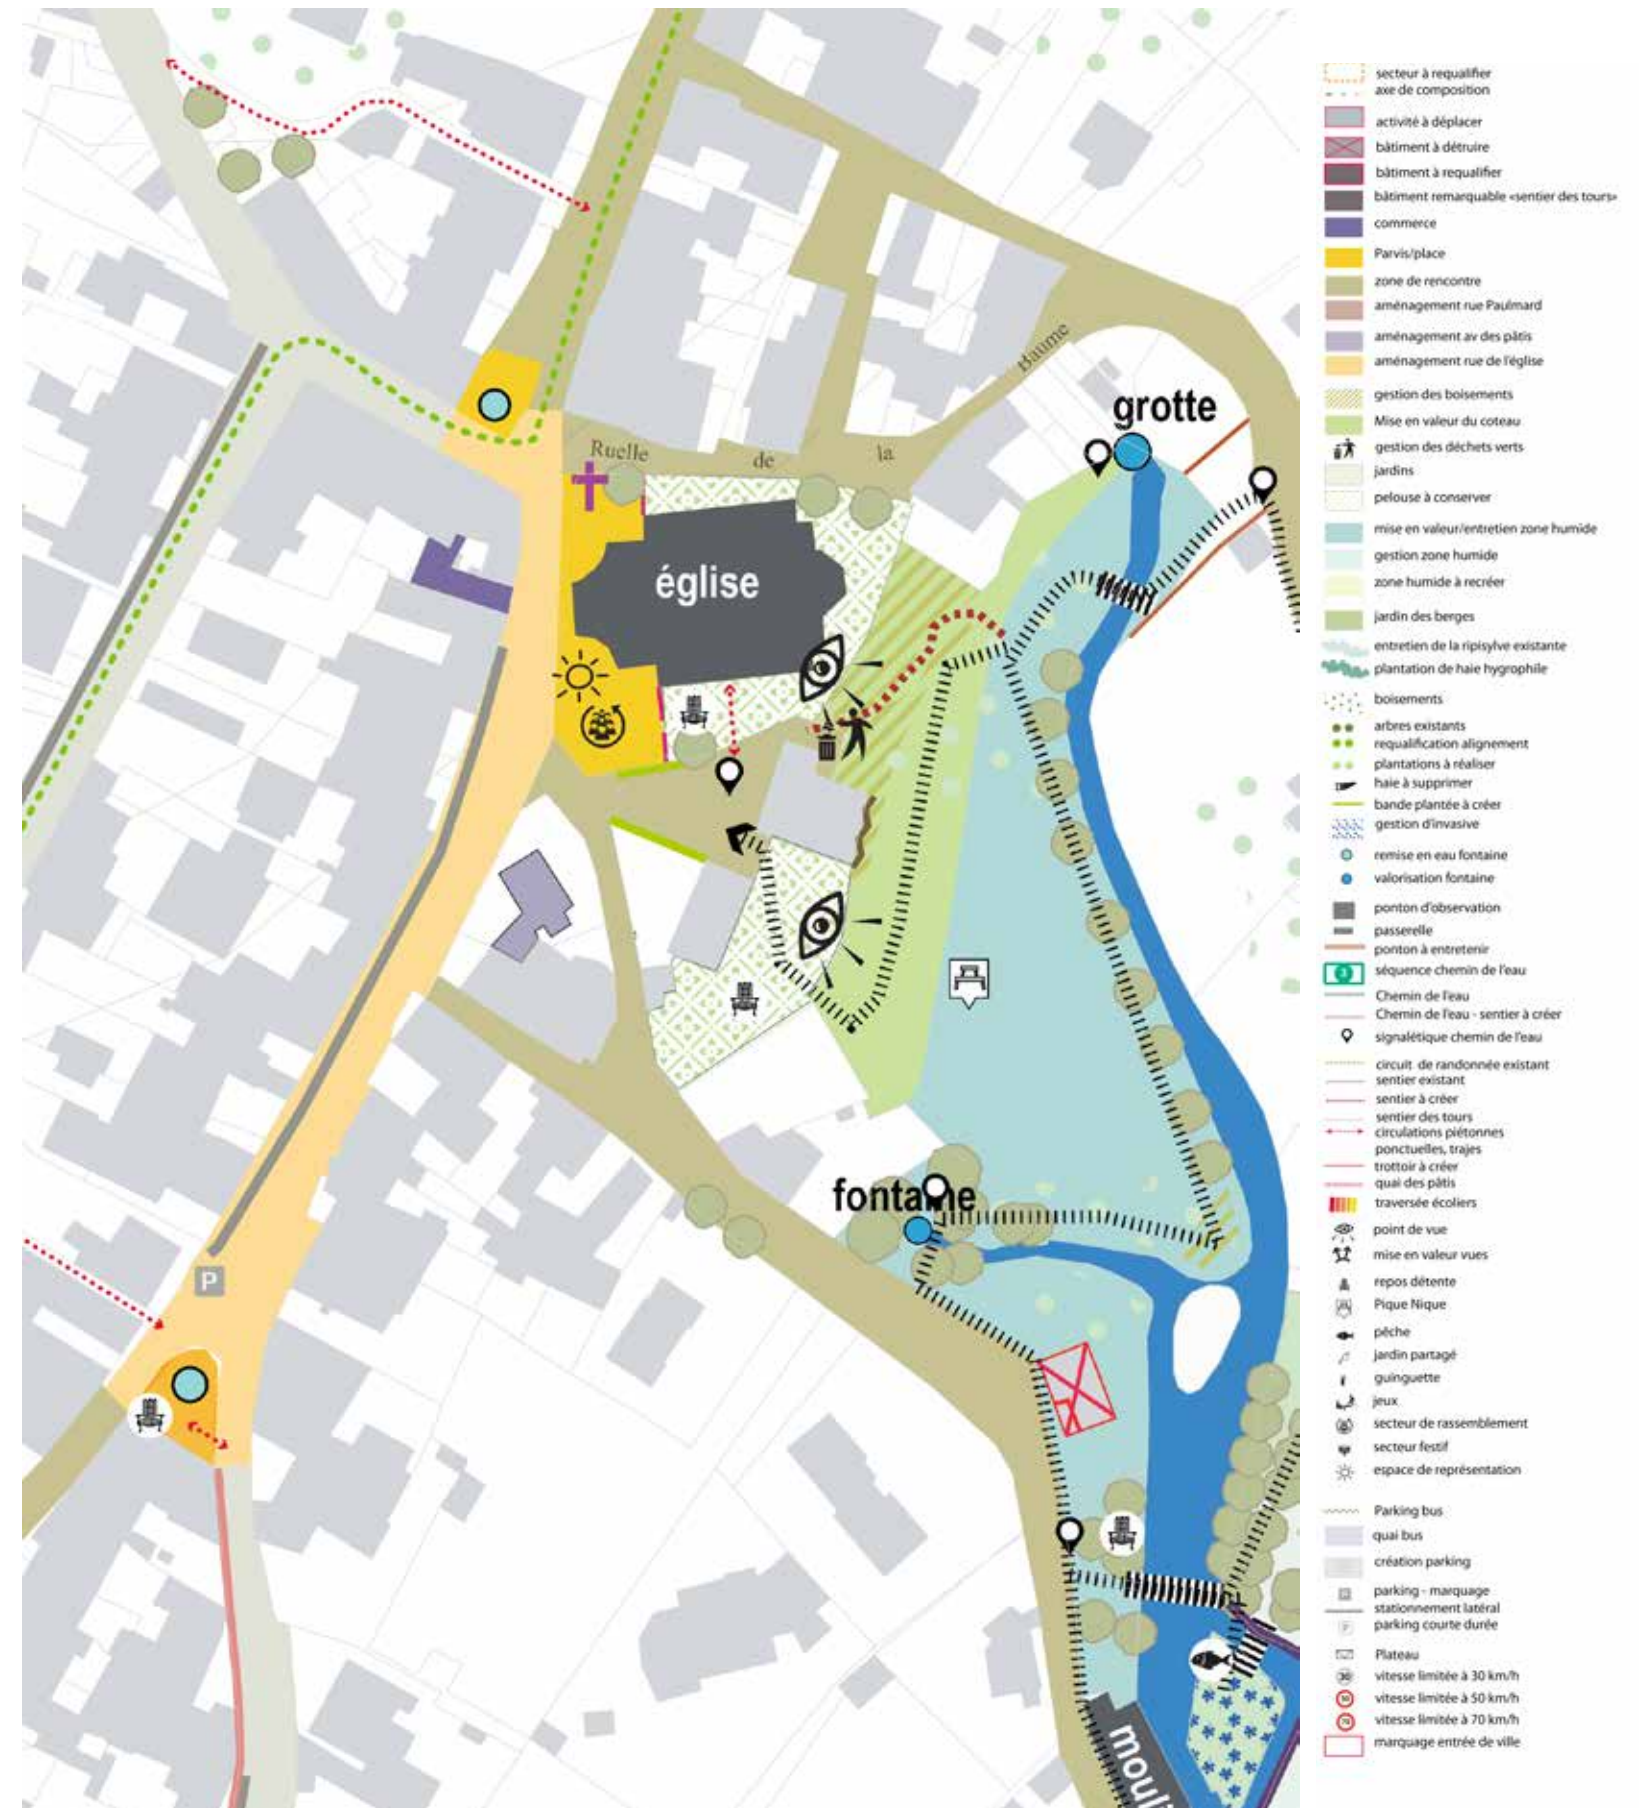 Ruelle
de
la
Baume
grotte
église
fontaine
P
mouli
secteur à requalifier
axe de composition
activité à déplacer
bâtiment à détruire
bâtiment à requalifier
bâtiment remarquable «sentier des tours»
commerce
Parvis/place
zone de rencontre
aménagement rue Paulmard
aménagement av des pâtis
aménagement rue de l'église
gestion des boisements
Mise en valeur du coteau
gestion des déchets verts
jardins
pelouse à conserver
mise en valeur/entretien zone humide
gestion zone humide
zone humide à recréer
jardin des berges
entretien de la ripisylve existante
plantation de haie hygrophile
boisements
arbres existants
requalification alignement
plantations à réaliser
haie à supprimer
bande plantée à créer
gestion d'invasive
remise en eau fontaine
valorisation fontaine
ponton d'observation
passerelle
ponton à entretenir
3 séquence chemin de l'eau
Chemin de l'eau
Chemin de l'eau - sentier à créer
signalétique chemin de l'eau
circuit de randonnée existant
sentier existant
sentier à créer
sentier des tours
circulations piétonnes
ponctuelles, trajes
trottoir à créer
quai des pâtis
traversée écoliers
point de vue
mise en valeur vues
repos détente
Pique Nique
pêche
jardin partagé
guinguette
jeux
secteur de rassemblement
secteur festif
espace de représentation
Parking bus
quai bus
création parking
parking - marquage
stationnement latéral
P parking courte durée
Plateau
30 vitesse limitée à 30 km/h
50 vitesse limitée à 50 km/h
70 vitesse limitée à 70 km/h
marquage entrée de ville